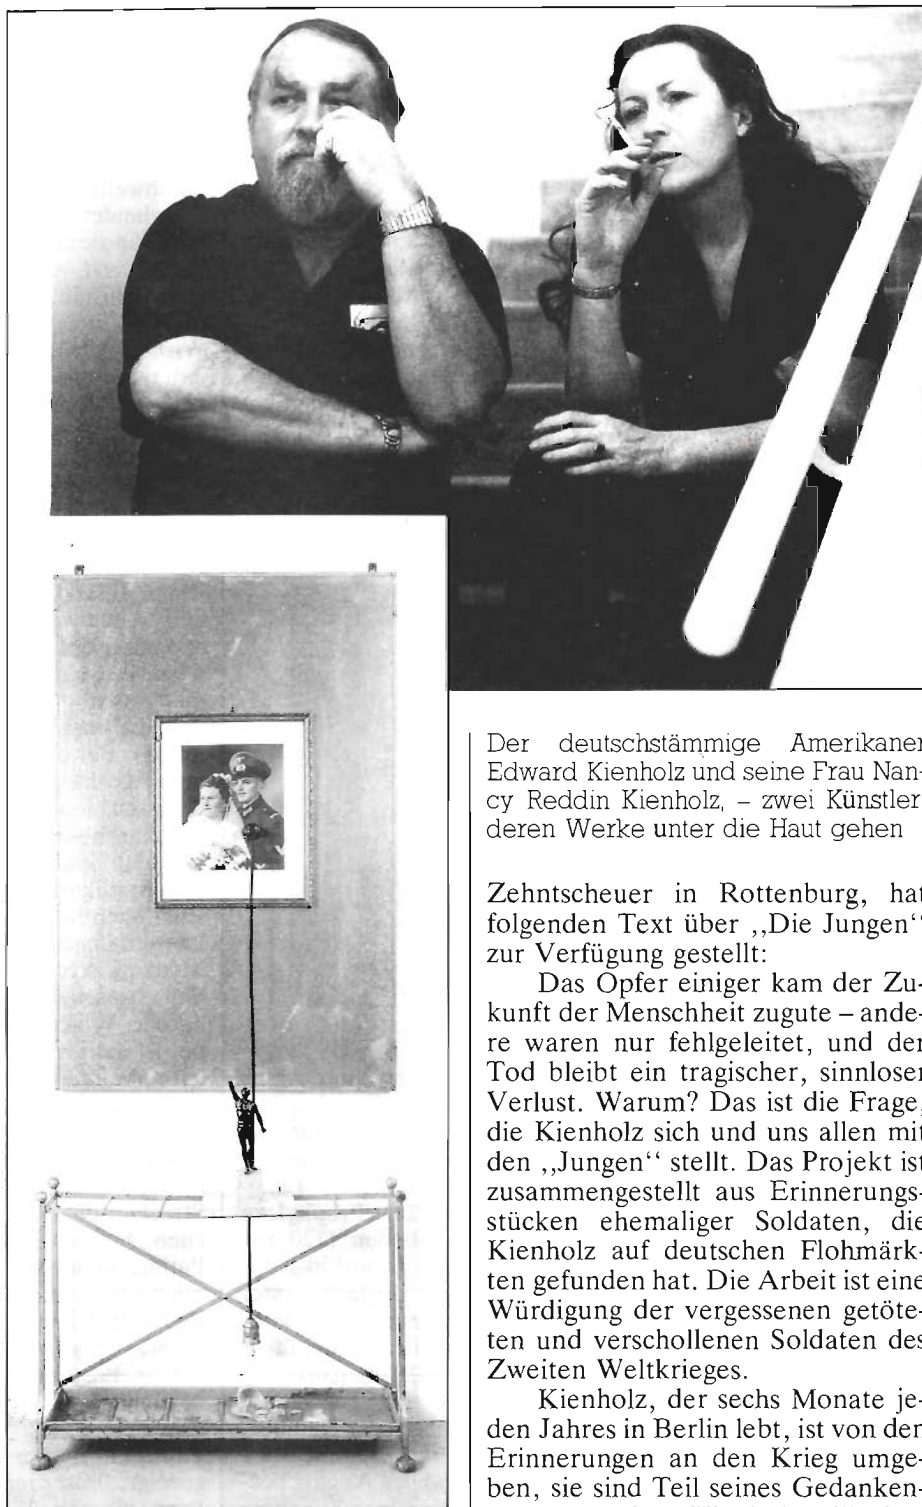 Der deutschstämmige Amerikaner
Edward Kienholz und seine Frau Nan-
cy Reddin Kienholz, – zwei Künstler
deren Werke unter die Haut gehen
Zehntscheuer in Rottenburg, hat
folgenden Text über ,,Die Jungen“
zur Verfügung gestellt:
Das Opfer einiger kam der Zu-
kunft der Menschheit zugute – ande-
re waren nur fehlgeleitet, und der
Tod bleibt ein tragischer, sinnloser
Verlust. Warum? Das ist die Frage,
die Kienholz sich und uns allen mit
den ,,Jungen“ stellt. Das Projekt ist
zusammengestellt aus Erinnerungs-
stücken ehemaliger Soldaten, die
Kienholz auf deutschen Flohmärk-
ten gefunden hat. Die Arbeit ist eine
Würdigung der vergessenen getöte-
ten und verschollenen Soldaten des
Zweiten Weltkrieges.
Kienholz, der sechs Monate je-
den Jahres in Berlin lebt, ist von den
Erinnerungen an den Krieg umge-
ben, sie sind Teil seines Gedanken-